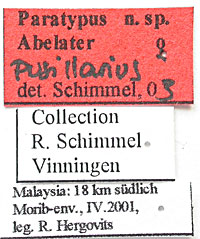 Paratypus n. sp.
Abelater ♀
pusillarius
det. Schimmel, 03
Collection
R. Schimmel
Vinningen
Malaysia: 18 km südlich
Morib-env., IV.2001,
leg. R. Hergovits